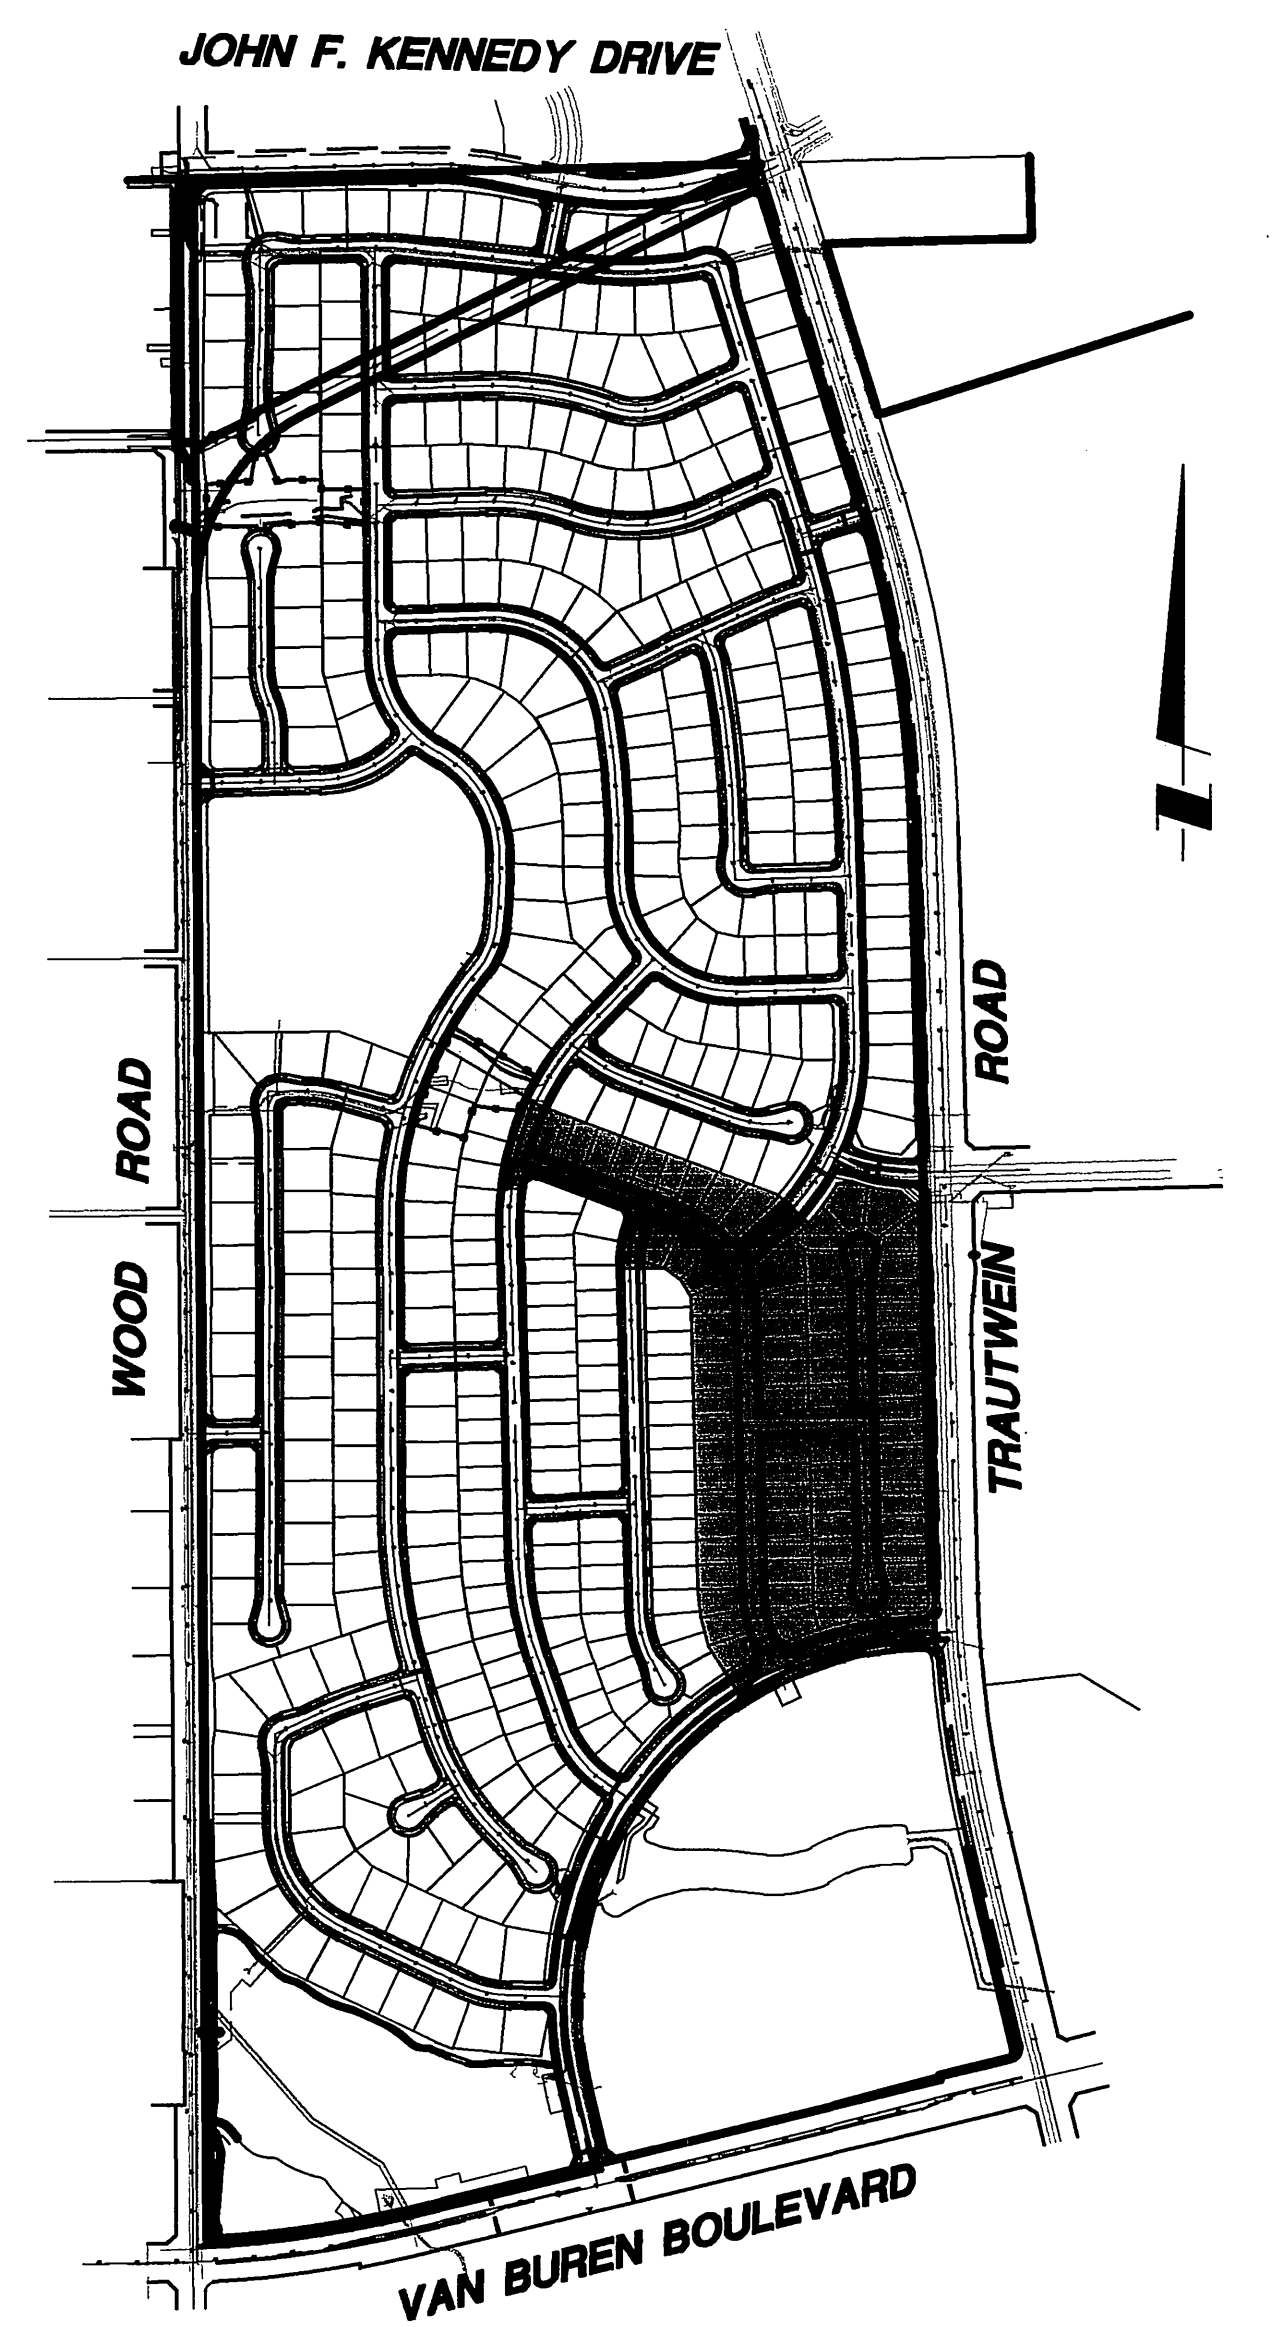 JOHN F. KENNEDY DRIVE
WOOD ROAD
TRAUTWEIN ROAD
VAN BUREN BOULEVARD
Z